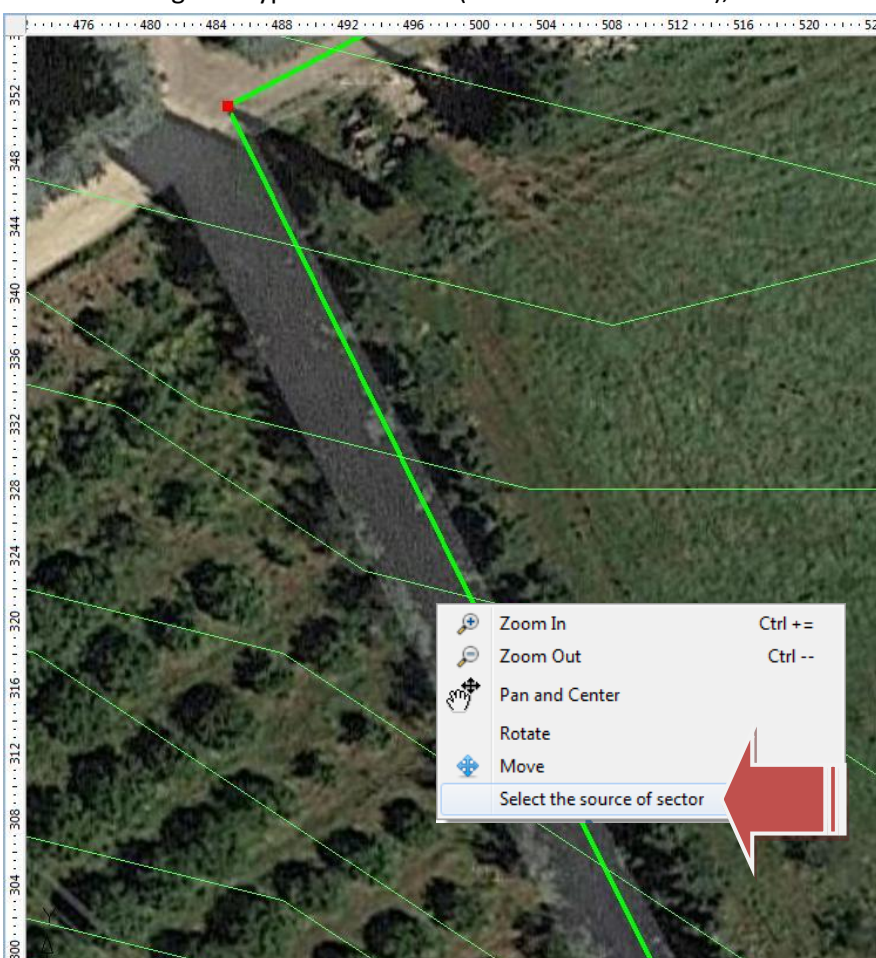 476 480 484 488 492 496 500 504 508 512 516 520
352
348
344
340
336
332
328
324
320
316
312
308
304
300
Zoom In Ctrl +=
Zoom Out Ctrl --
Pan and Center
Rotate
Move
Select the source of sector
Y